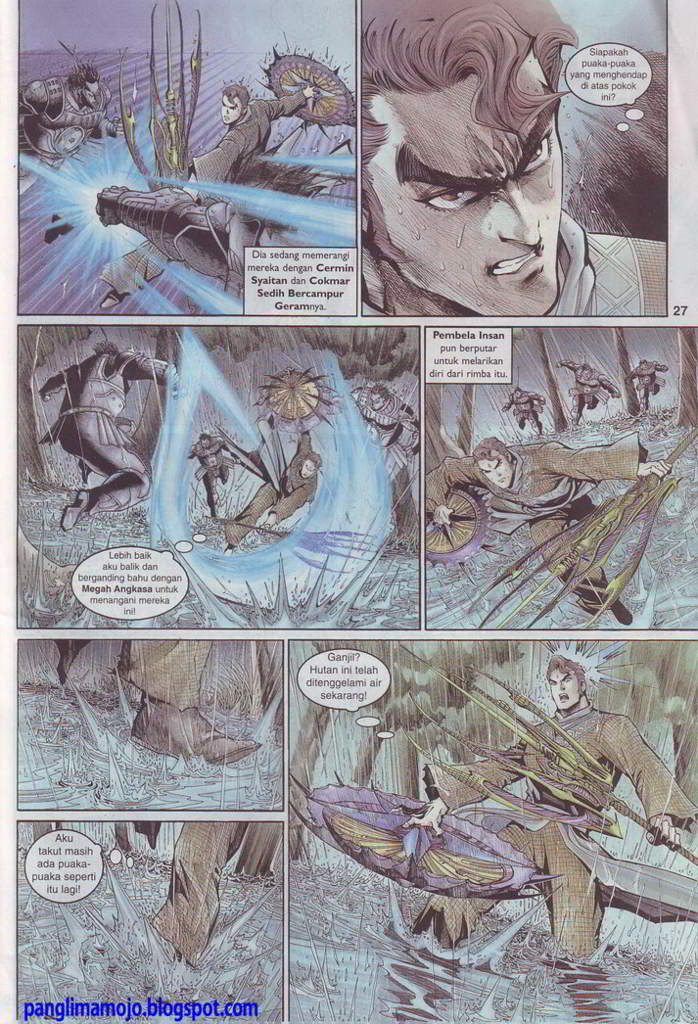 Siapakah
puaka-puaka
yang menghendap
di atas pokok
ini?
Dia sedang memerangi
mereka dengan Cermin
Syaitan dan Cokmar
Sedih Bercampur
Geramnya.
27
Lebih baik
aku balik dan
berganding bahu dengan
Megah Angkasa untuk
menangani mereka
ini!
Pembela Insan
pun berputar
untuk melarikan
diri dari rimba itu.
Ganjil?
Hutan ini telah
ditenggelami air
sekarang!
Aku
takut masih
ada puaka-
puaka seperti
itu lagi!
panglimamojo.blogspot.com